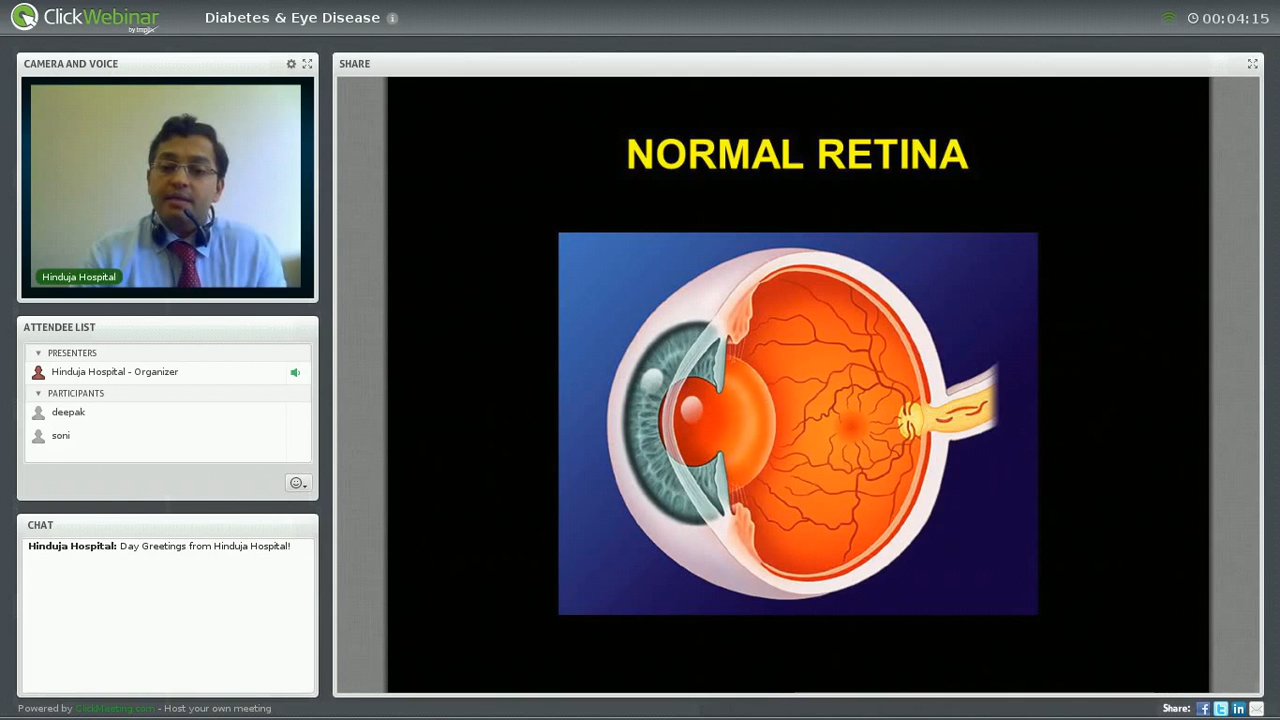 ClickWebinar
by Implix
Diabetes & Eye Disease
00:04:15
CAMERA AND VOICE
Hinduja Hospital
ATTENDEE LIST
PRESENTERS
Hinduja Hospital - Organizer
PARTICIPANTS
deepak
soni
CHAT
Hinduja Hospital: Day Greetings from Hinduja Hospital!
SHARE
NORMAL RETINA
Powered by ClickMeeting.com - Host your own meeting
Share: